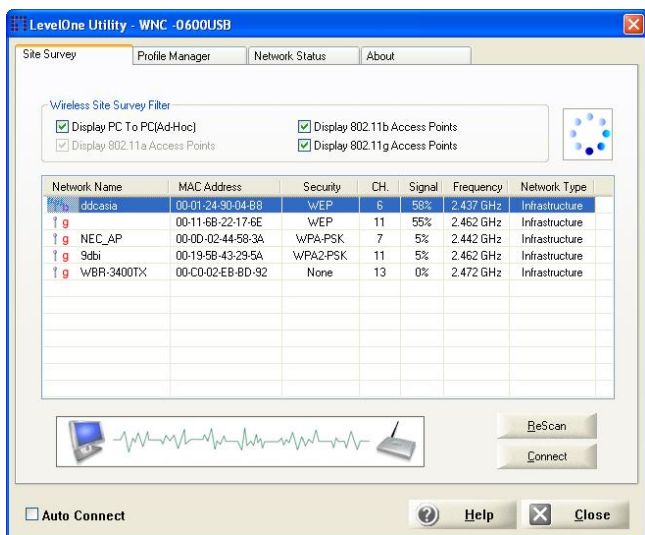 LevelOne Utility - WNC -0600USB
Site Survey Profile Manager Network Status About
Wireless Site Survey Filter
Display PC To PC(Ad-Hoc) Display 802.11b Access Points
Display 802.11a Access Points Display 802.11g Access Points
Network Name MAC Address Security CH. Signal Frequency Network Type
b ddcasia 00-01-24-90-04-B8 WEP 6 58% 2.437 GHz Infrastructure
g 00-11-6B-22-17-6E WEP 11 55% 2.462 GHz Infrastructure
g NEC_AP 00-0D-02-44-58-3A WPA-PSK 7 5% 2.442 GHz Infrastructure
g 9dbi 00-19-5B-43-29-5A WPA2-PSK 11 5% 2.462 GHz Infrastructure
g WBR-3400TX 00-C0-02-EB-BD-92 None 13 0% 2.472 GHz Infrastructure
ReScan
Connect
Auto Connect Help Close